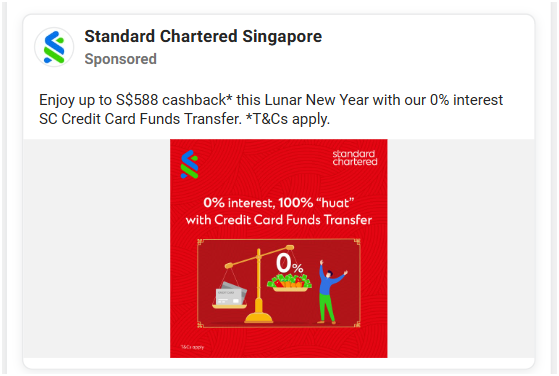 Standard Chartered Singapore
Sponsored
Enjoy up to S$588 cashback* this Lunar New Year with our 0% interest
SC Credit Card Funds Transfer. *T&Cs apply.
standard
chartered
0% interest, 100% “huat”
with Credit Card Funds Transfer
0%
*T&Cs apply